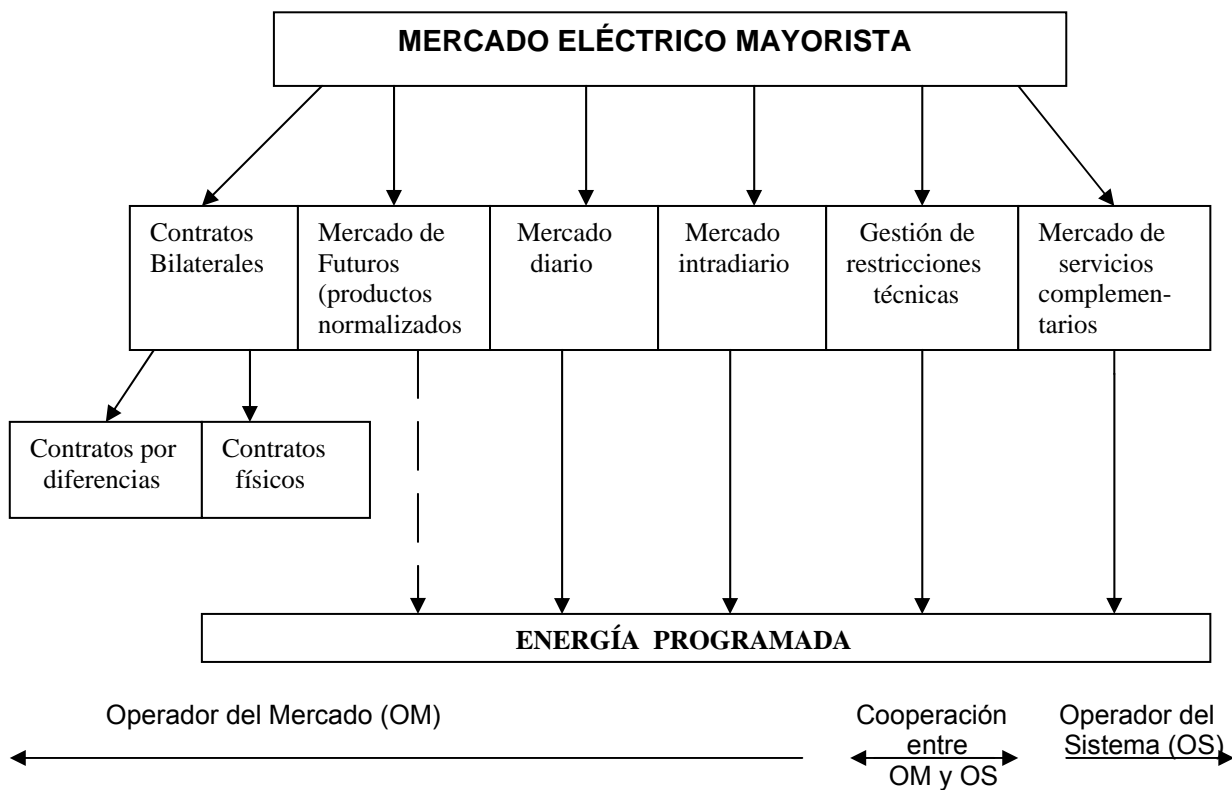 MERCADO ELÉCTRICO MAYORISTA
Contratos
Bilaterales
Mercado de
Futuros
(productos
normalizados
Mercado
diario
Mercado
intradiario
Gestión de
restricciones
técnicas
Mercado de
servicios
complemen-
tarios
Contratos por
diferencias
Contratos
físicos
ENERGÍA PROGRAMADA
Operador del Mercado (OM)
Cooperación
entre
OM y OS
Operador del
Sistema (OS)